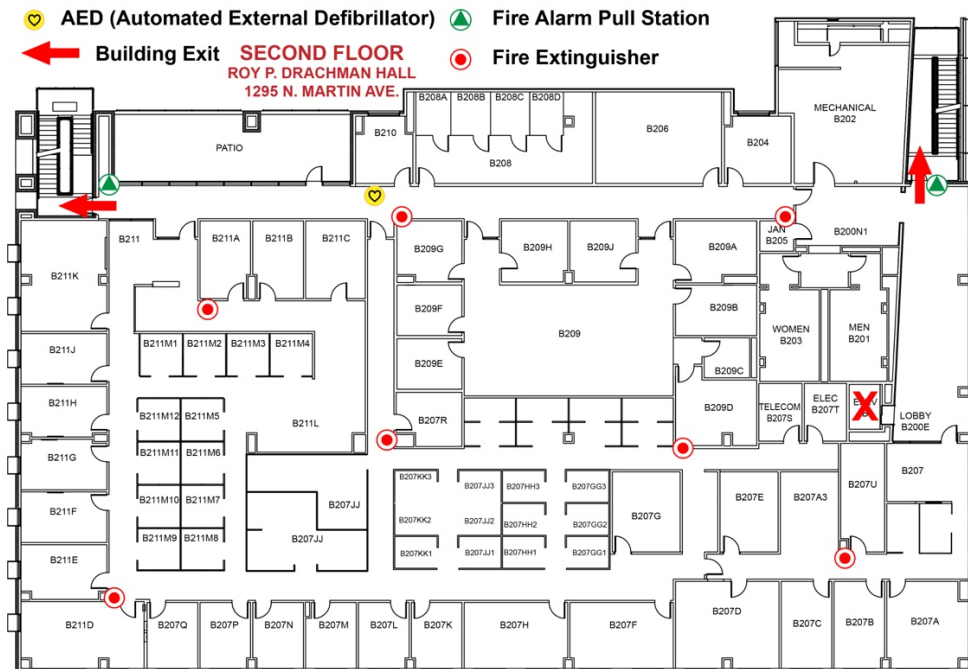 AED (Automated External Defibrillator)
Fire Alarm Pull Station
Building Exit
SECOND FLOOR
ROY P. DRACHMAN HALL
1295 N. MARTIN AVE.
Fire Extinguisher
B208A
B208B
B208C
B208D
B210
B206
B204
MECHANICAL
B202
PATIO
B208
B211
B211A
B211B
B211C
B209G
B209H
B209J
B209A
JAN
B205
B200N1
B211K
B209F
B209
B209B
WOMEN
B203
MEN
B201
B211J
B211M1
B211M2
B211M3
B211M4
B209E
B209C
B211H
B211M12
B211M5
B211L
B207R
B209D
TELECOM
B207S
ELEC
B207T
X
LOBBY
B200E
B211G
B211M11
B211M6
B207JJ
B207KK3
B207JJ3
B207HH3
B207GG3
B207E
B207A3
B207U
B207
B211F
B211M10
B211M7
B207KK2
B207JJ2
B207HH2
B207GG2
B207G
B211E
B211M9
B211M8
B207JJ
B207KK1
B207JJ1
B207HH1
B207GG1
B211D
B207Q
B207P
B207N
B207M
B207L
B207K
B207H
B207F
B207D
B207C
B207B
B207A